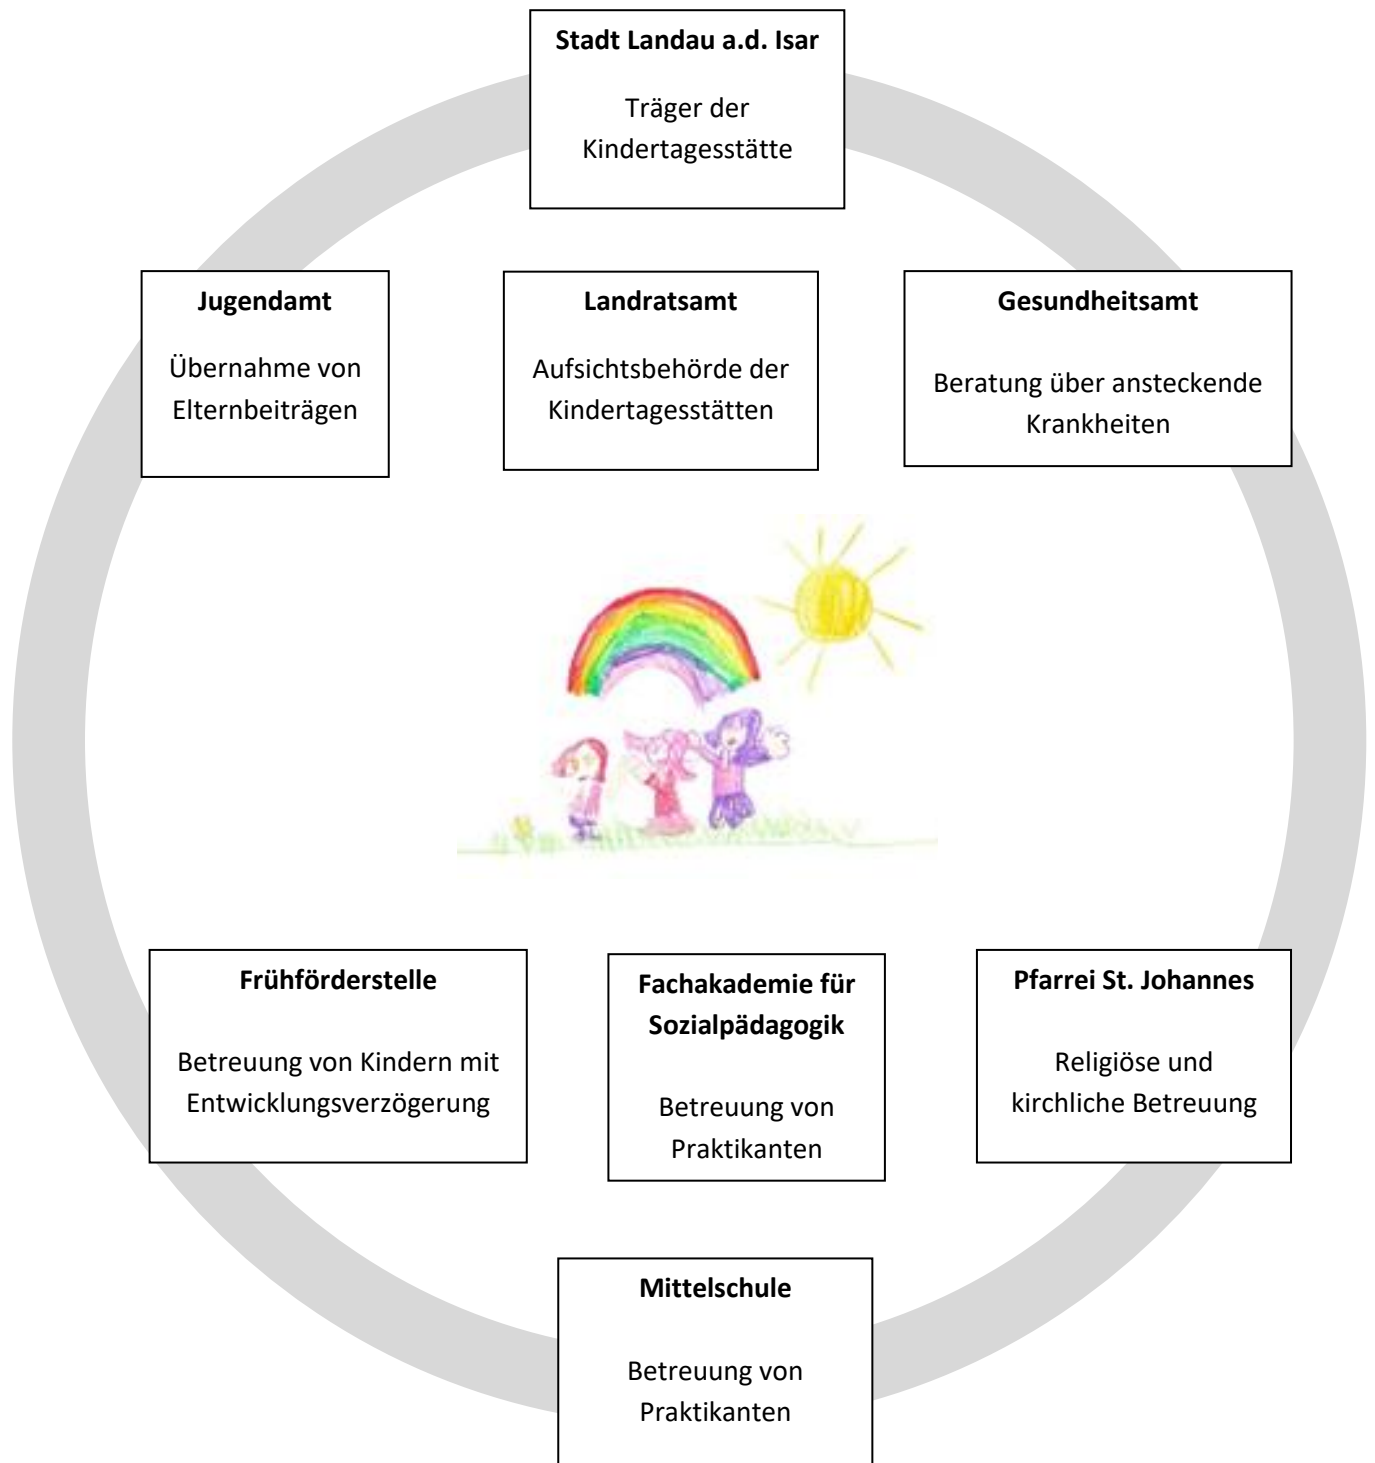 Stadt Landau a.d. Isar
Träger der
Kindertagesstätte
Jugendamt
Übernahme von
Elternbeiträgen
Landratsamt
Aufsichtsbehörde der
Kindertagesstätten
Gesundheitsamt
Beratung über ansteckende
Krankheiten
Frühförderstelle
Betreuung von Kindern mit
Entwicklungsverzögerung
Fachakademie für
Sozialpädagogik
Betreuung von
Praktikanten
Pfarrei St. Johannes
Religiöse und
kirchliche Betreuung
Mittelschule
Betreuung von
Praktikanten